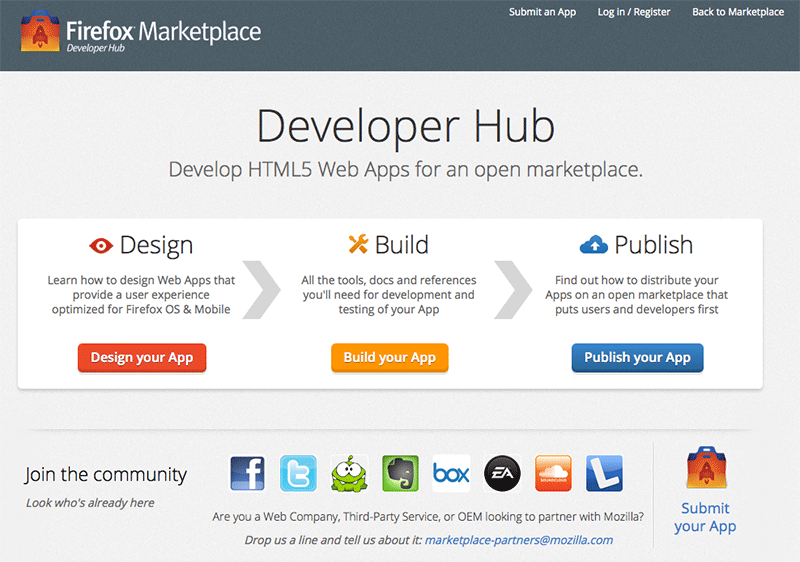 Firefox Marketplace
Developer Hub
Submit an App
Log in / Register
Back to Marketplace
Developer Hub
Develop HTML5 Web Apps for an open marketplace.
Design
Learn how to design Web Apps that
provide a user experience
optimized for Firefox OS & Mobile
Design your App
Build
All the tools, docs and references
you'll need for development and
testing of your App
Build your App
Publish
Find out how to distribute your
Apps on an open marketplace that
puts users and developers first
Publish your App
Join the community
Look who's already here
f
t
box
EA
SOUNDCLOUD
L
Are you a Web Company, Third-Party Service, or OEM looking to partner with Mozilla?
Drop us a line and tell us about it: marketplace-partners@mozilla.com
Submit
your App